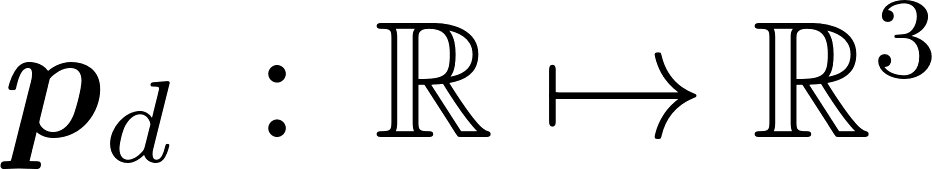 𝒑_d : ℝ ↦ ℝ³